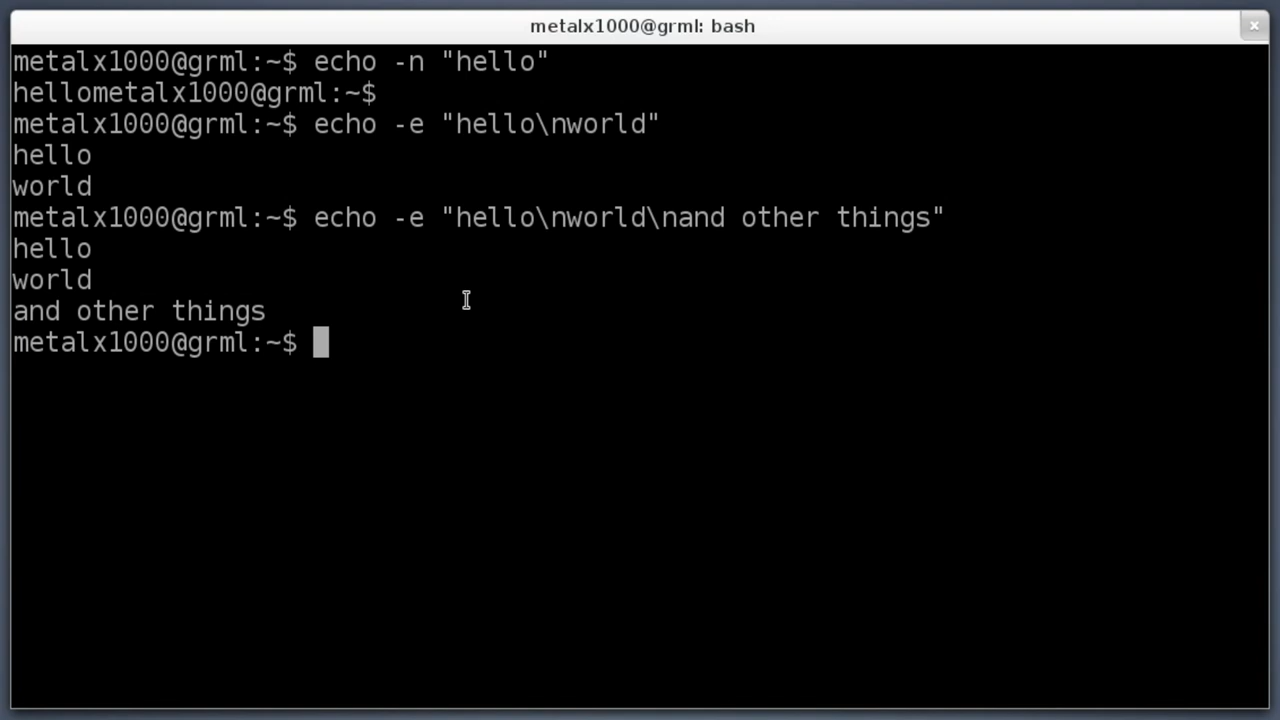 metalx1000@grml: bash
metalx1000@grml:~$ echo -n "hello"
hellometalx1000@grml:~$
metalx1000@grml:~$ echo -e "hello\nworld"
hello
world
metalx1000@grml:~$ echo -e "hello\nworld\nand other things"
hello
world
and other things
metalx1000@grml:~$